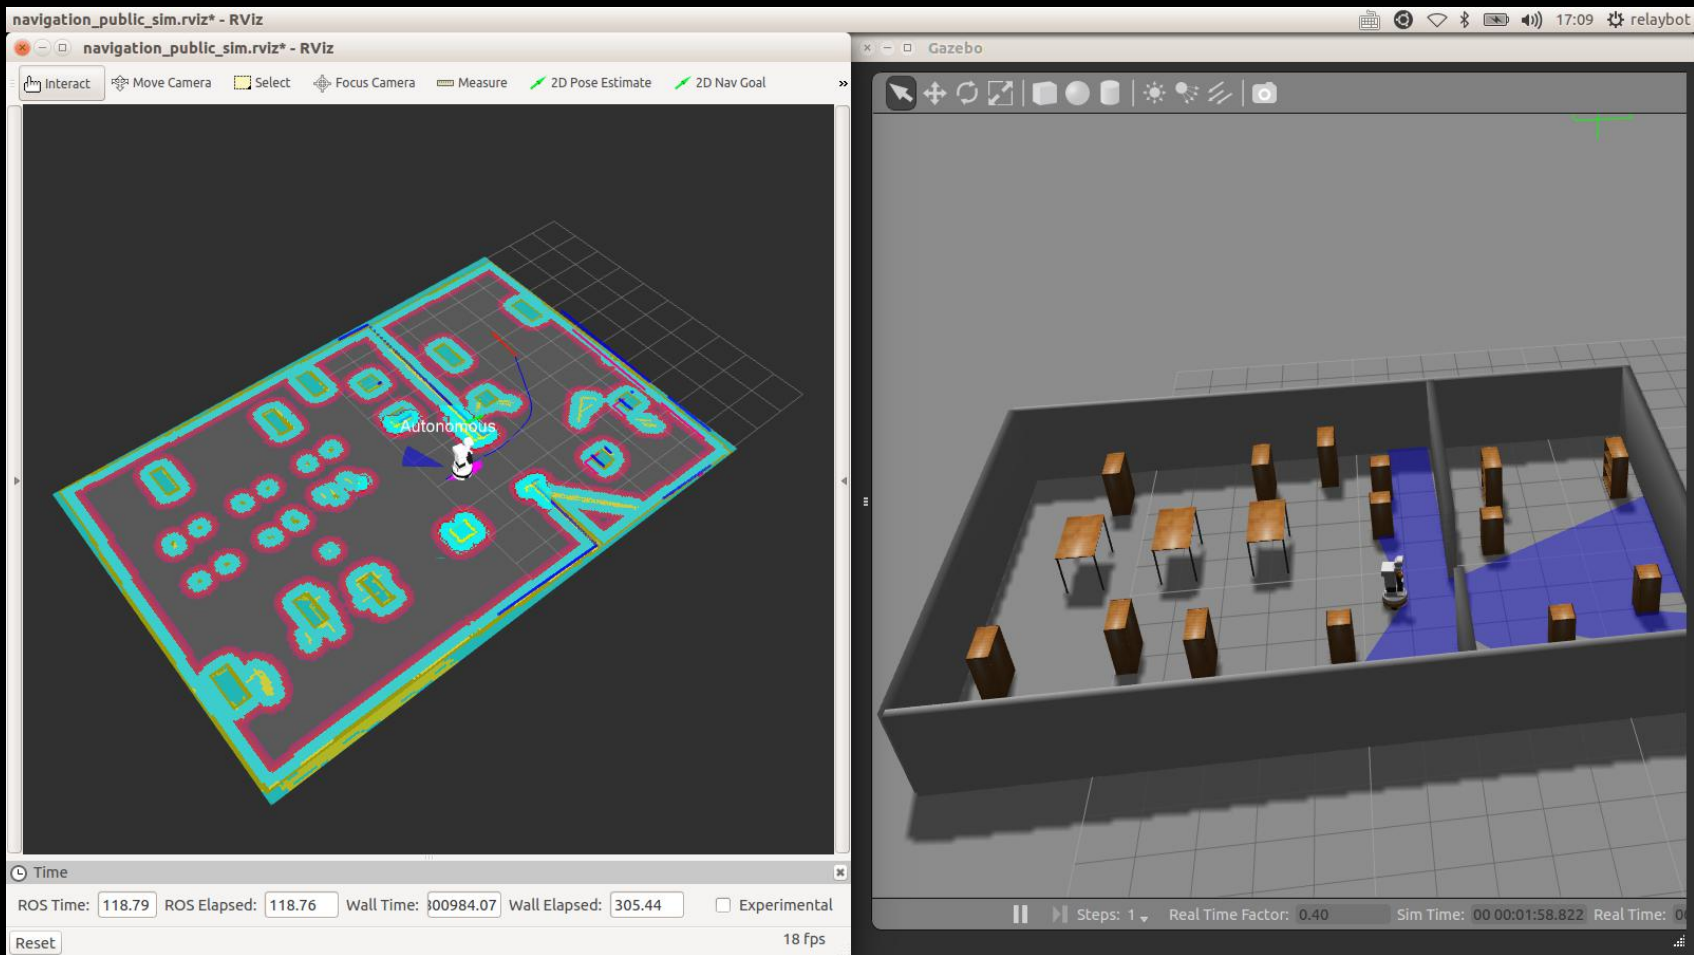 navigation_public_sim.rviz* - RViz
17:09 relaybot
navigation_public_sim.rviz* - RViz
Interact Move Camera Select Focus Camera Measure 2D Pose Estimate 2D Nav Goal »
Autonomous
Time
ROS Time: 118.79 ROS Elapsed: 118.76 Wall Time: 300984.07 Wall Elapsed: 305.44 Experimental
Reset 18 fps
Gazebo
Steps: 1 Real Time Factor: 0.40 Sim Time: 00 00:01:58.822 Real Time: